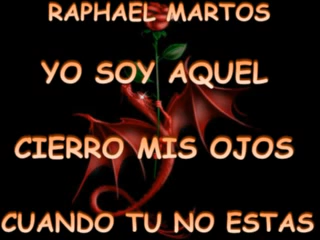 RAPHAEL MARTOS
YO SOY AQUEL
CIERRO MIS OJOS
CUANDO TU NO ESTAS